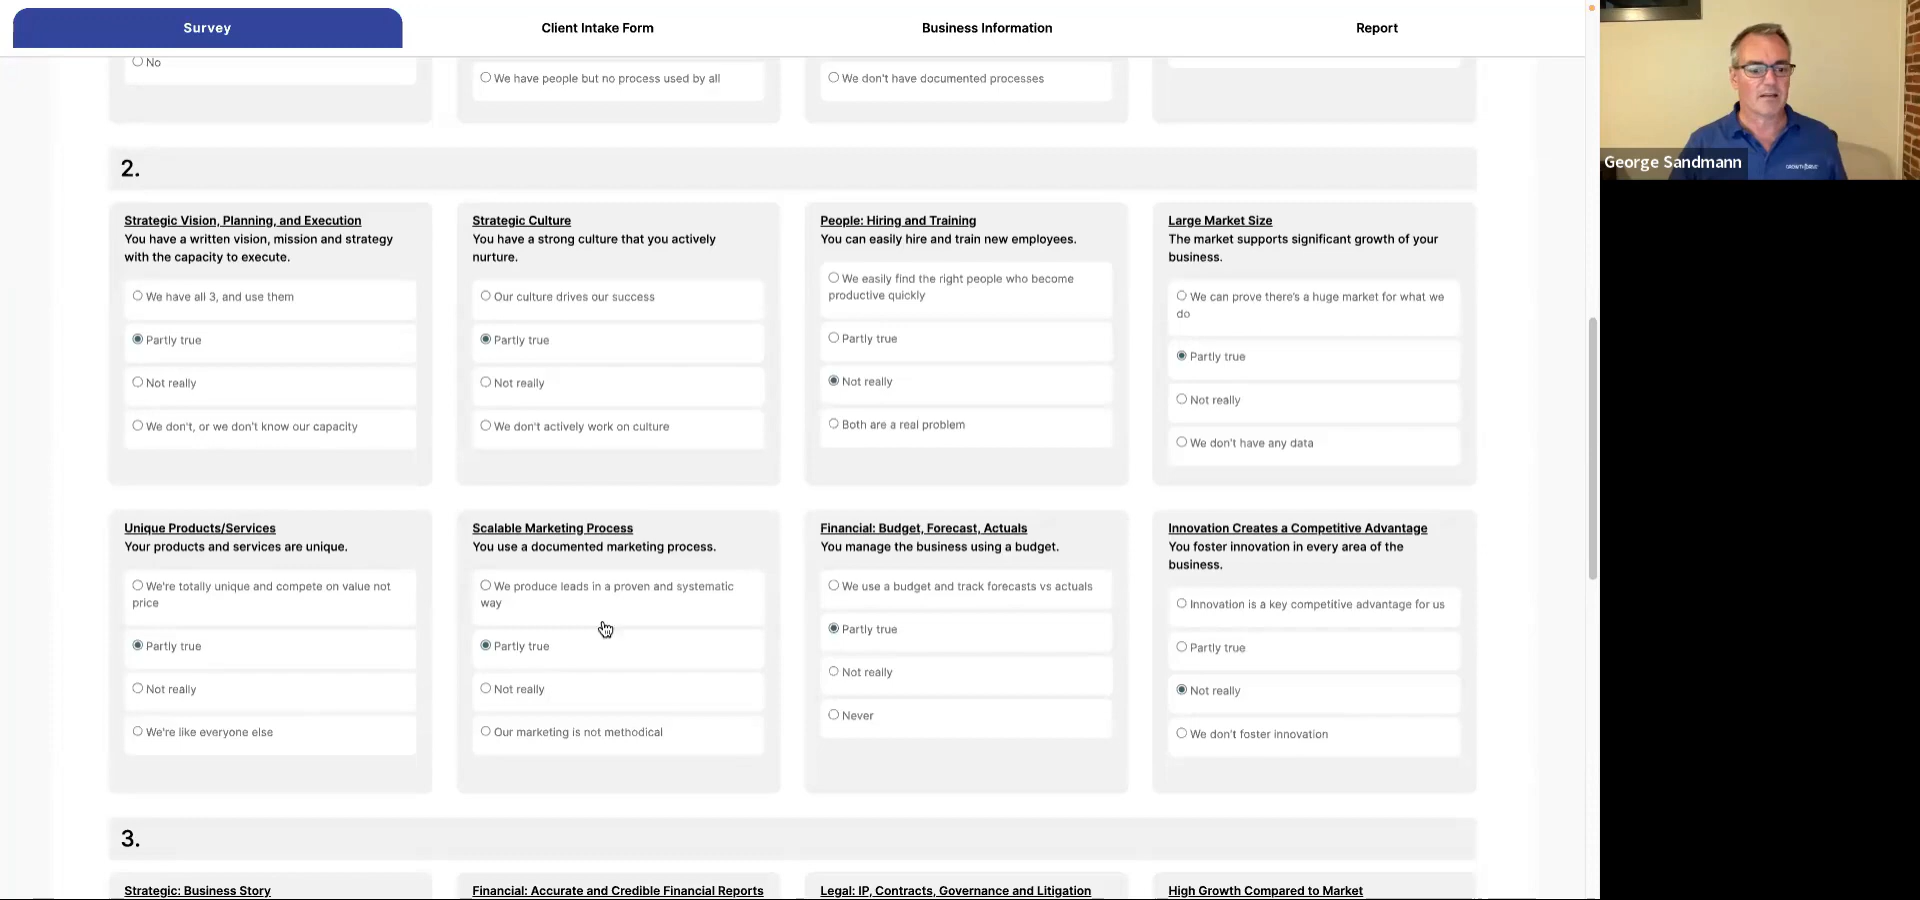 Survey
Client Intake Form
Business Information
Report
No
We have people but no process used by all
We don't have documented processes
2.
Strategic Vision, Planning, and Execution
You have a written vision, mission and strategy
with the capacity to execute.
We have all 3, and use them
Partly true
Not really
We don't, or we don't know our capacity
Strategic Culture
You have a strong culture that you actively
nurture.
Our culture drives our success
Partly true
Not really
We don't actively work on culture
People: Hiring and Training
You can easily hire and train new employees.
We easily find the right people who become
productive quickly
Partly true
Not really
Both are a real problem
Large Market Size
The market supports significant growth of your
business.
We can prove there's a huge market for what we
do
Partly true
Not really
We don't have any data
Unique Products/Services
Your products and services are unique.
We're totally unique and compete on value not
price
Partly true
Not really
We're like everyone else
Scalable Marketing Process
You use a documented marketing process.
We produce leads in a proven and systematic
way
Partly true
Not really
Our marketing is not methodical
Financial: Budget, Forecast, Actuals
You manage the business using a budget.
We use a budget and track forecasts vs actuals
Partly true
Not really
Never
Innovation Creates a Competitive Advantage
You foster innovation in every area of the
business.
Innovation is a key competitive advantage for us
Partly true
Not really
We don't foster innovation
3.
Strategic: Business Story
Financial: Accurate and Credible Financial Reports
Legal: IP, Contracts, Governance and Litigation
High Growth Compared to Market
George Sandmann